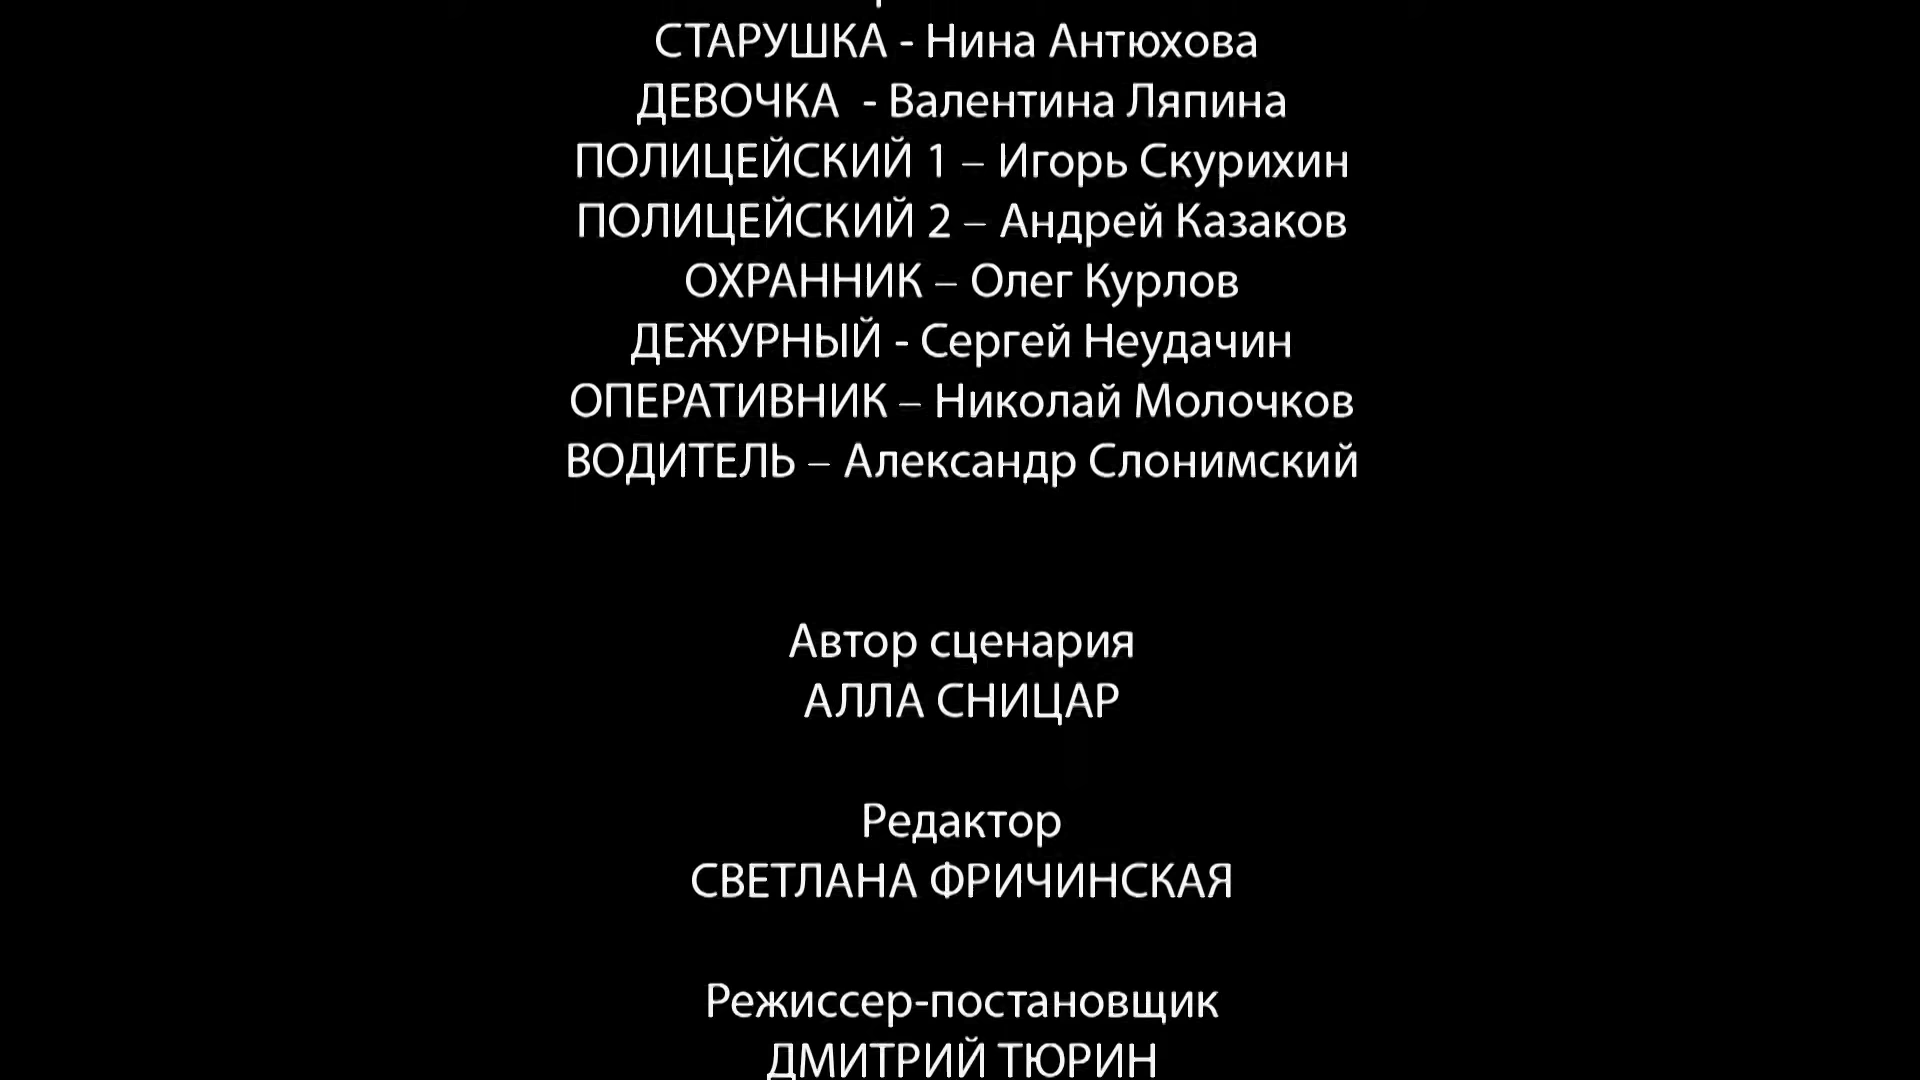 СТАРУШКА - Нина Антюхова
ДЕВОЧКА  - Валентина Ляпина
ПОЛИЦЕЙСКИЙ 1 – Игорь Скурихин
ПОЛИЦЕЙСКИЙ 2 – Андрей Казаков
ОХРАННИК – Олег Курлов
ДЕЖУРНЫЙ - Сергей Неудачин
ОПЕРАТИВНИК – Николай Молочков
ВОДИТЕЛЬ – Александр Слонимский
Автор сценария
АЛЛА СНИЦАР
Редактор
СВЕТЛАНА ФРИЧИНСКАЯ
Режиссер-постановщик
ДМИТРИЙ ТЮРИН